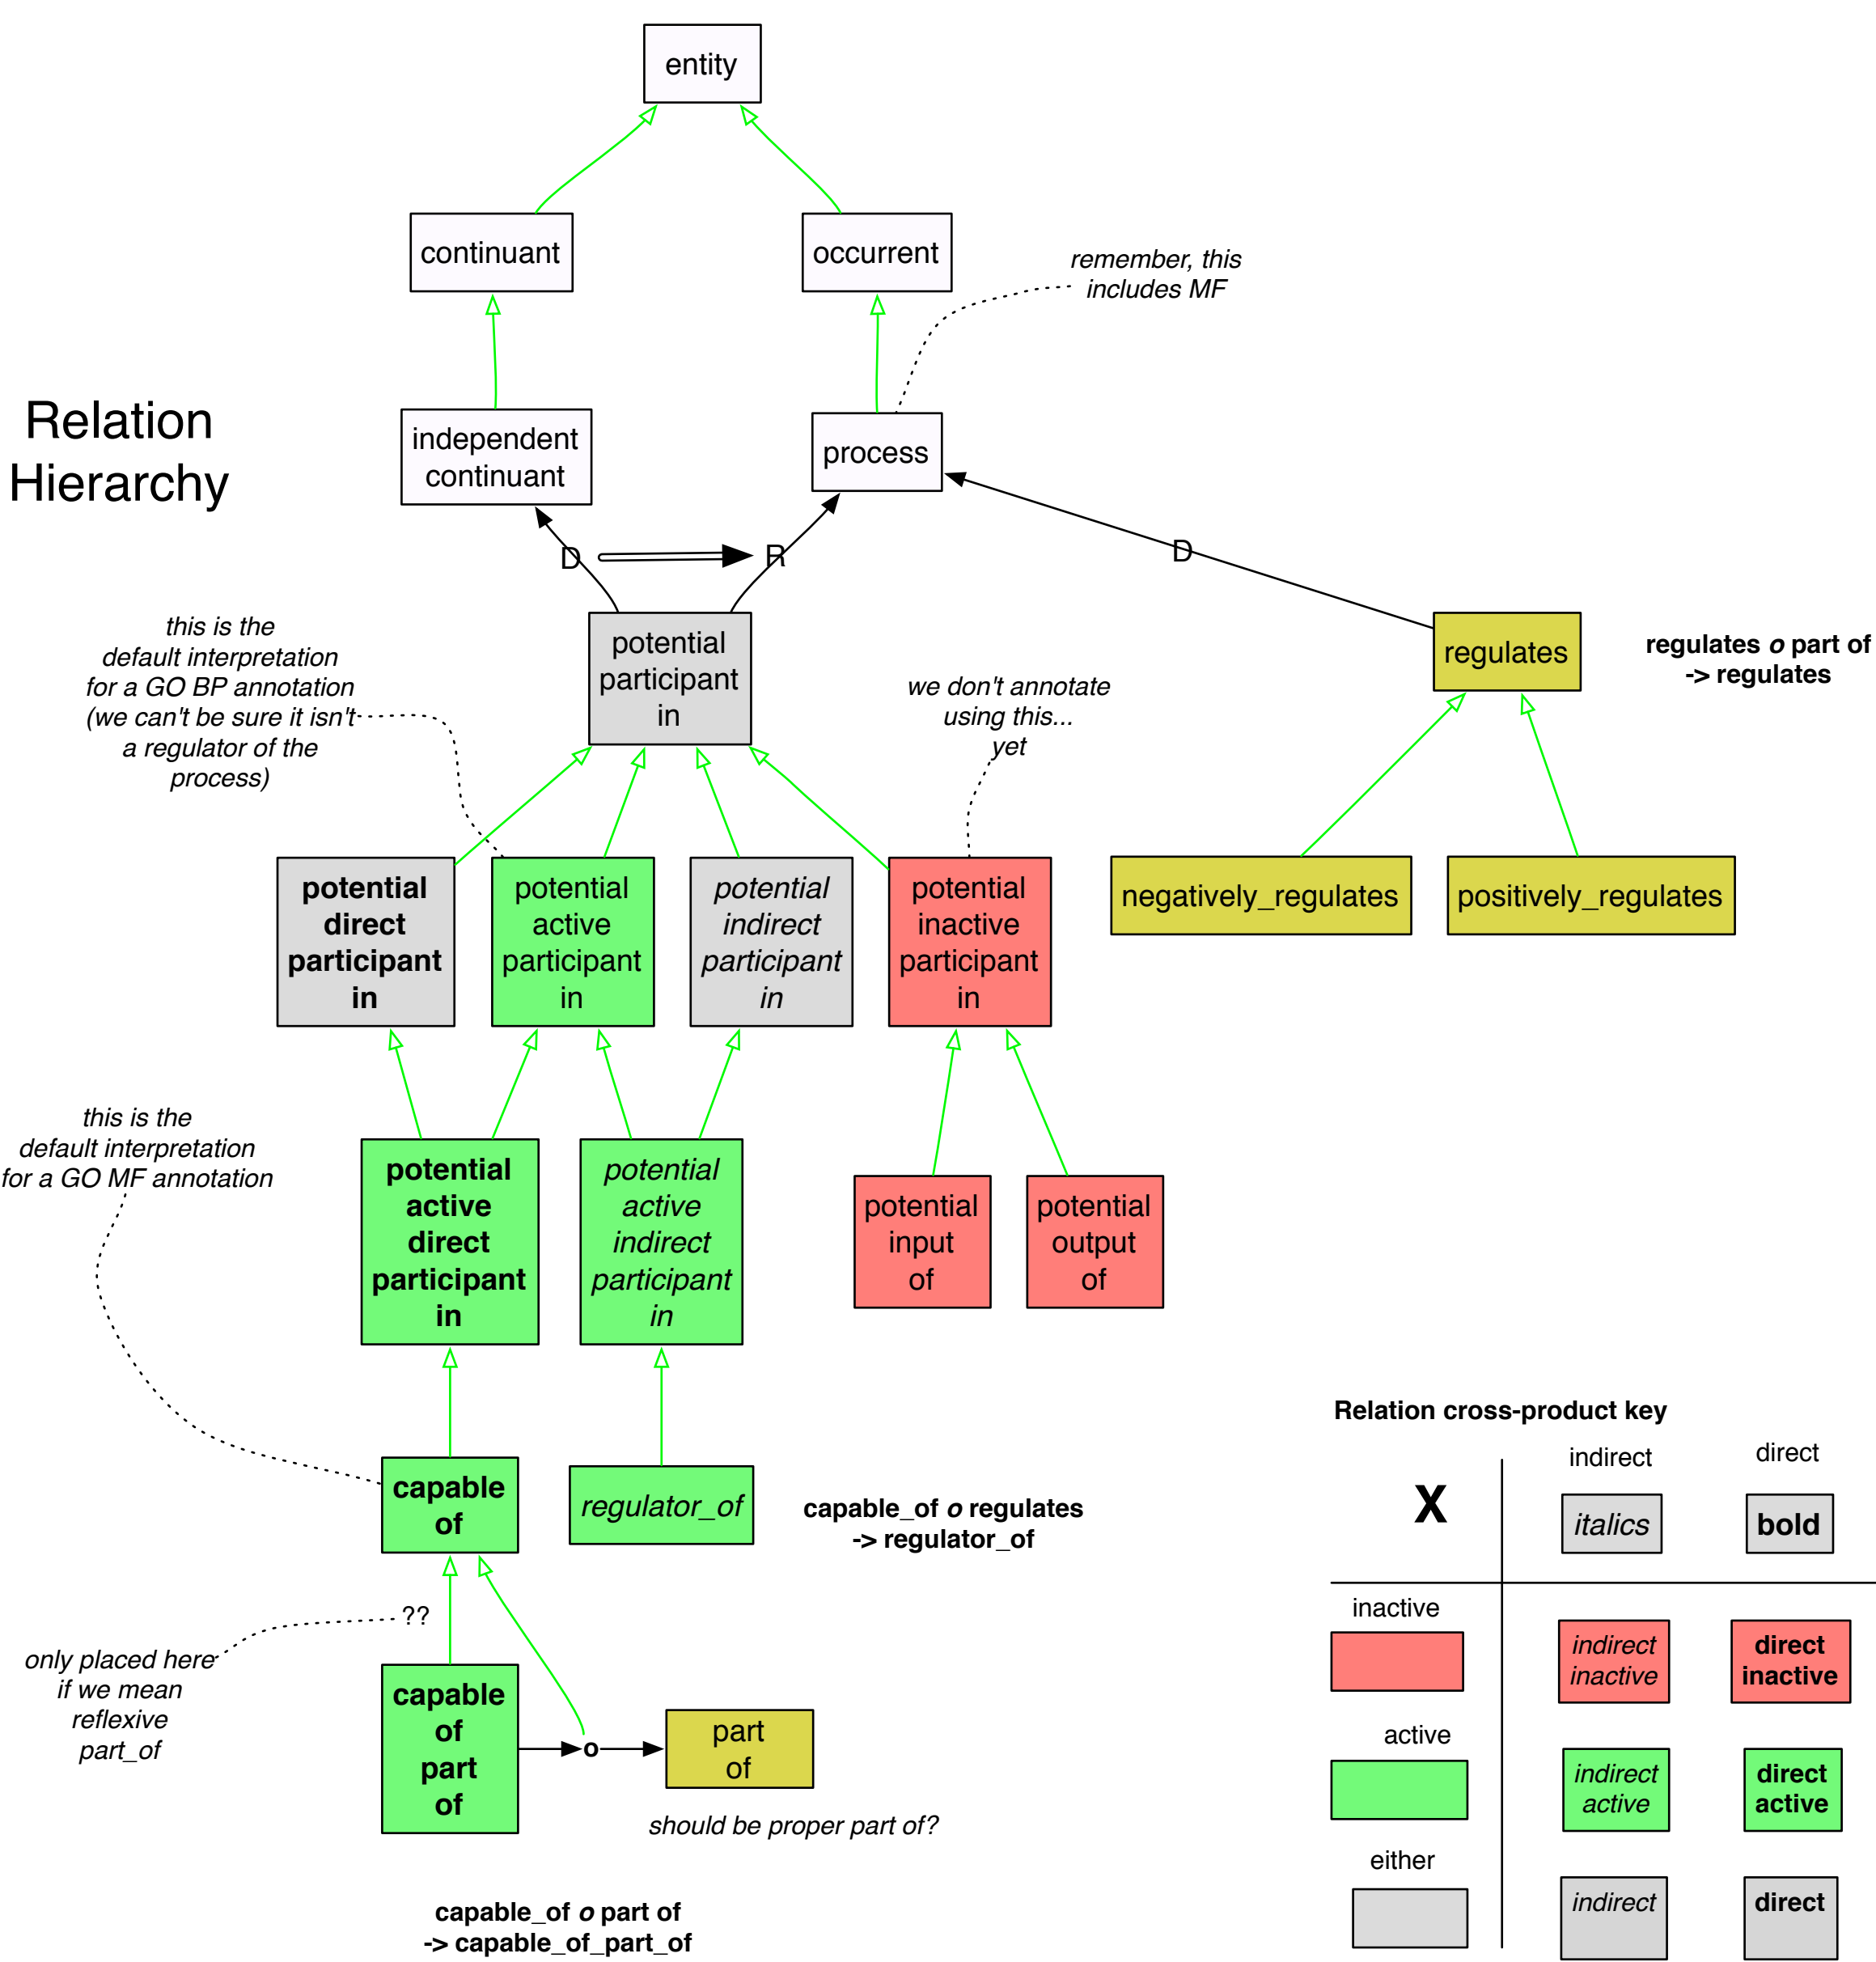 entity
continuant
occurrent
remember, this
includes MF
Relation
Hierarchy
independent
continuant
process
D
R
D
this is the
default interpretation
for a GO BP annotation
(we can't be sure it isn't
a regulator of the
process)
potential
participant
in
we don't annotate
using this...
yet
regulates
regulates o part of
-> regulates
potential
direct
participant
in
potential
active
participant
in
potential
indirect
participant
in
potential
inactive
participant
in
negatively_regulates
positively_regulates
this is the
default interpretation
for a GO MF annotation
potential
active
direct
participant
in
potential
active
indirect
participant
in
potential
input
of
potential
output
of
capable
of
regulator_of
capable_of o regulates
-> regulator_of
??
only placed here
if we mean
reflexive
part_of
capable
of
part
of
o
part
of
should be proper part of?
capable_of o part of
-> capable_of_part_of
Relation cross-product key
X
indirect
direct
italics
bold
inactive
indirect
inactive
direct
inactive
active
indirect
active
direct
active
either
indirect
direct